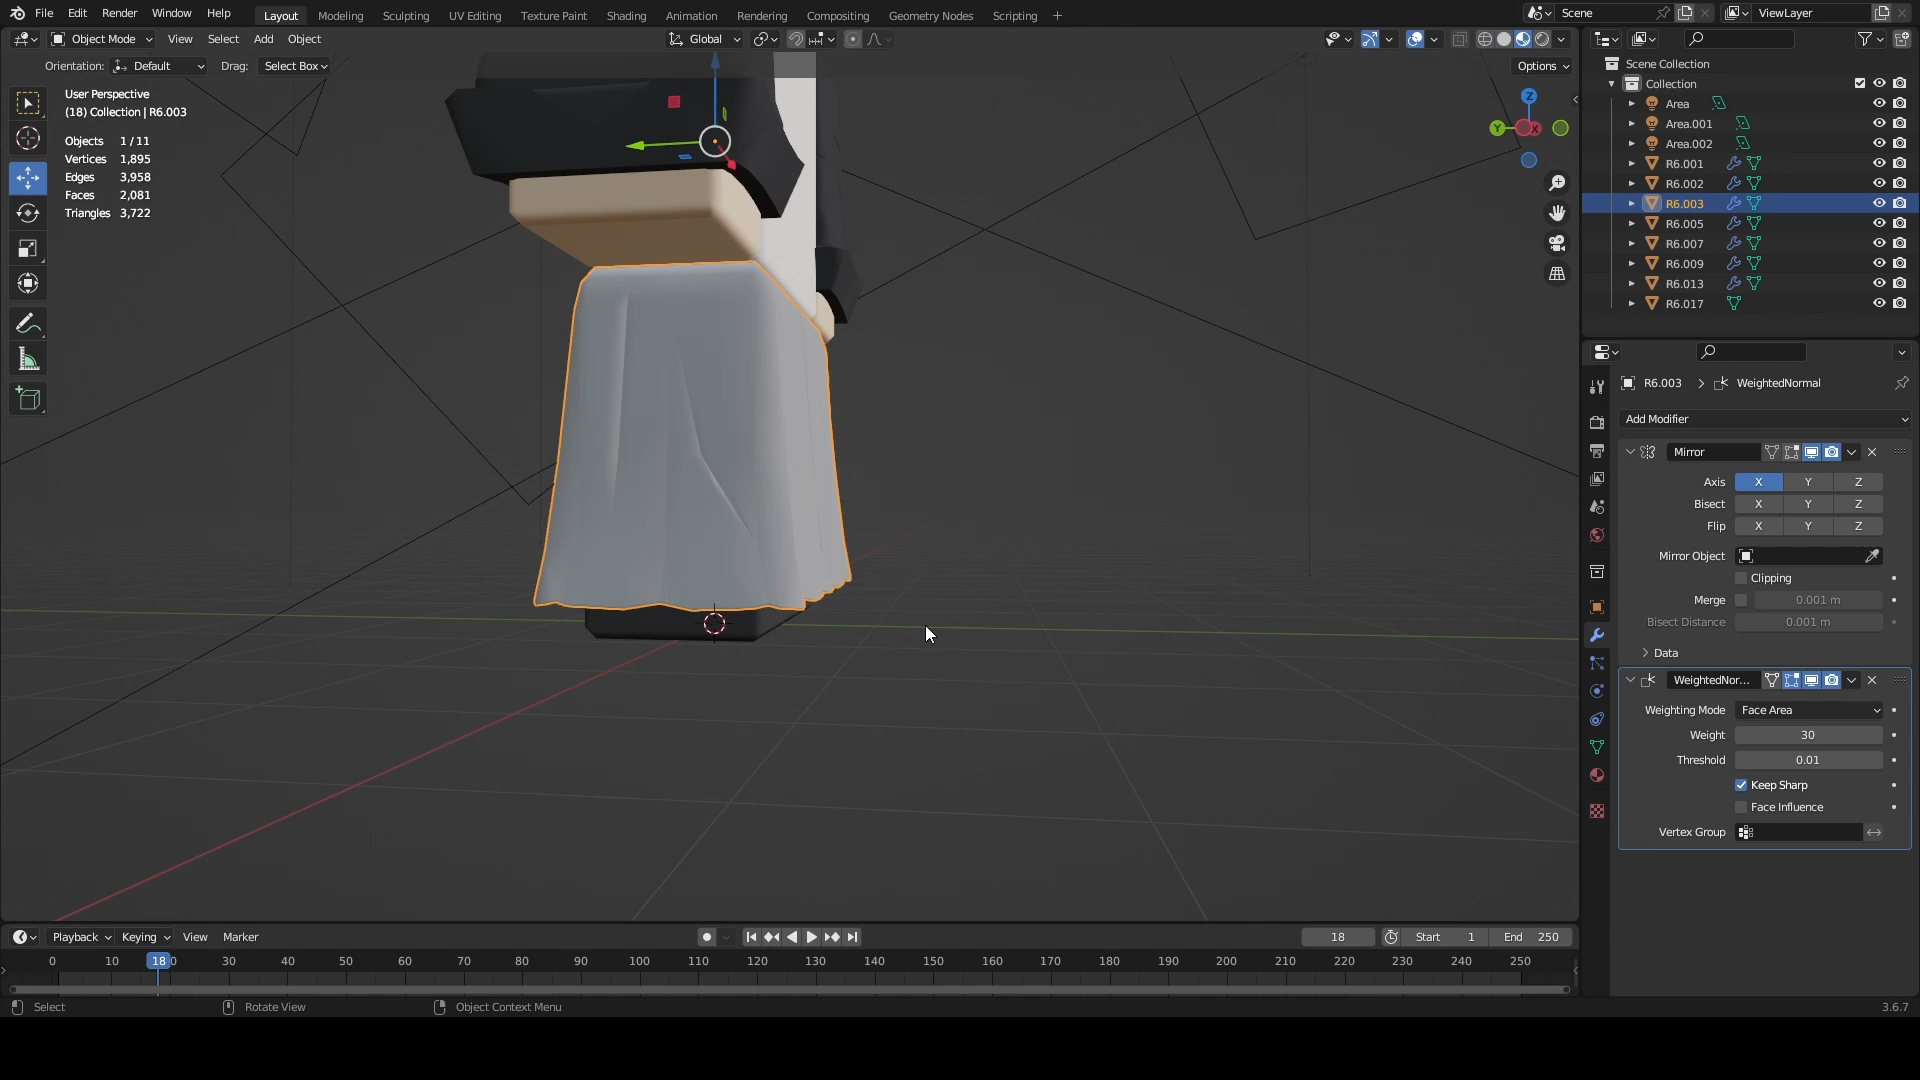 File Edit Render Window Help Layout Modeling Sculpting UV Editing Texture Paint Shading Animation Rendering Compositing Geometry Nodes Scripting + Scene ViewLayer
Object Mode View Select Add Object Global
Orientation: Default Drag: Select Box Options
User Perspective
(18) Collection | R6.003
Objects 1 / 11
Vertices 1,895
Edges 3,958
Faces 2,081
Triangles 3,722
Z
Y
X
Scene Collection
Collection
Area
Area.001
Area.002
R6.001
R6.002
R6.003
R6.005
R6.007
R6.009
R6.013
R6.017
R6.003 > WeightedNormal
Add Modifier
Mirror
Axis X Y Z
Bisect X Y Z
Flip X Y Z
Mirror Object
Clipping
Merge 0.001 m
Bisect Distance 0.001 m
Data
WeightedNor...
Weighting Mode Face Area
Weight 30
Threshold 0.01
Keep Sharp
Face Influence
Vertex Group
Playback Keying View Marker 18 Start 1 End 250
0 10 18 0 30 40 50 60 70 80 90 100 110 120 130 140 150 160 170 180 190 200 210 220 230 240 250
Select Rotate View Object Context Menu 3.6.7